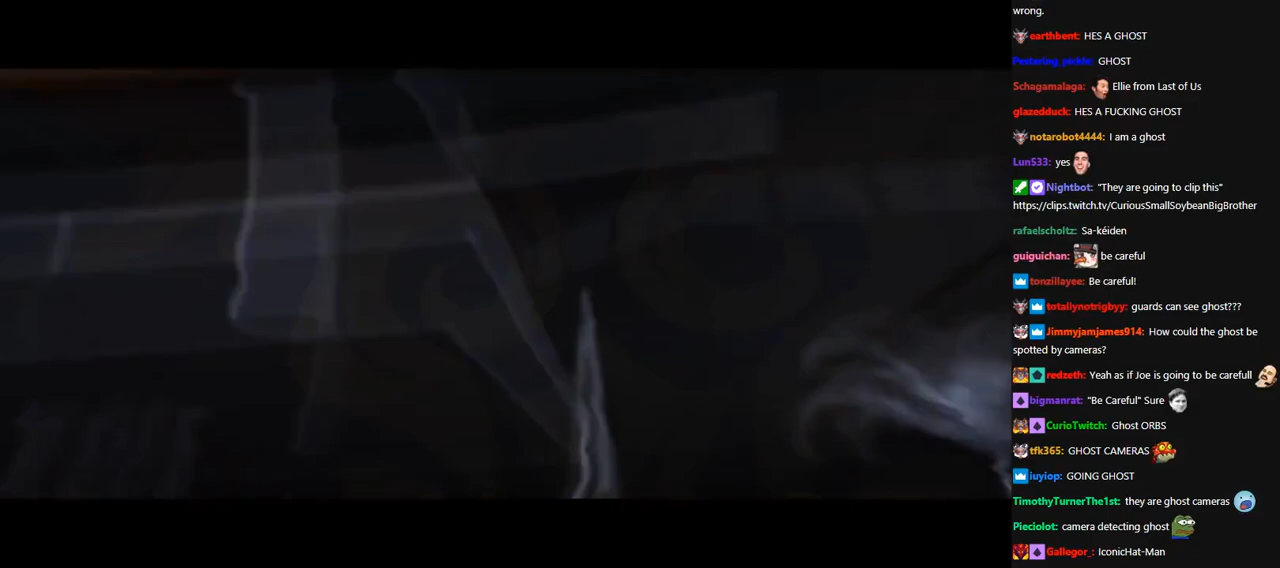 wrong.
earthbent: HES A GHOST
Pestering_pickle: GHOST
Schagamalaga: Ellie from Last of Us
glazedduck: HES A FUCKING GHOST
notarobot4444: I am a ghost
Lun533: yes
Nightbot: "They are going to clip this"
https://clips.twitch.tv/CuriousSmallSoybeanBigBrother
rafaelscholtz: Sa-kéiden
guiguichan: be careful
tonzillayee: Be careful!
totallynotrigbyy: guards can see ghost???
Jimmyjamjames914: How could the ghost be
spotted by cameras?
redzeth: Yeah as if Joe is going to be carefull
bigmanrat: "Be Careful" Sure
CurioTwitch: Ghost ORBS
tfk365: GHOST CAMERAS
iuyiop: GOING GHOST
TimothyTurnerThe1st: they are ghost cameras
Pieciolot: camera detecting ghost
Gallegor_: IconicHat-Man